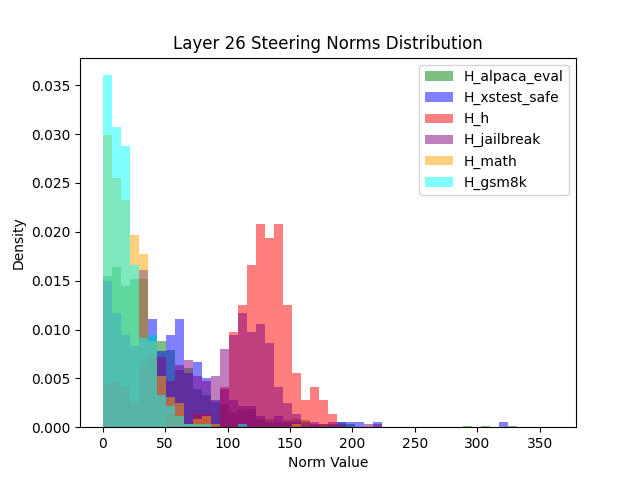 Layer 26 Steering Norms Distribution
Density
0.035
0.030
0.025
0.020
0.015
0.010
0.005
0.000
H_alpaca_eval
H_xstest_safe
H_h
H_jailbreak
H_math
H_gsm8k
0 50 100 150 200 250 300 350
Norm Value